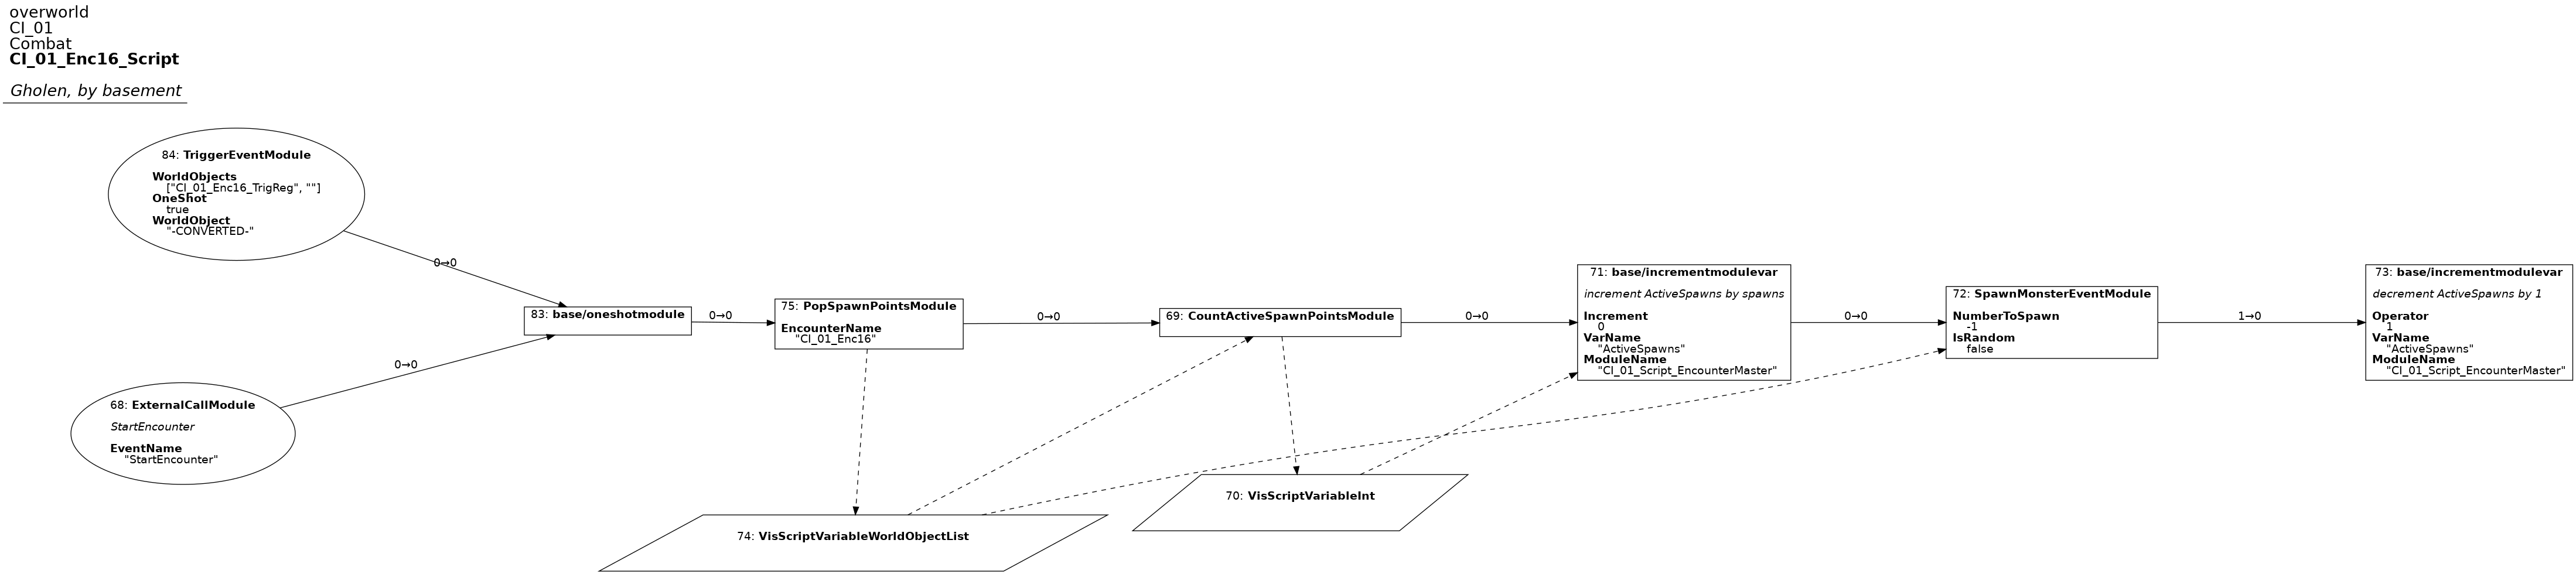 overworld
CI_01
Combat
CI_01_Enc16_Script
Gholen, by basement
84: TriggerEventModule
WorldObjects
["CI_01_Enc16_TrigReg", ""]
OneShot
true
WorldObject
"-CONVERTED-"
0→0
68: ExternalCallModule
StartEncounter
EventName
"StartEncounter"
0→0
83: base/oneshotmodule
0→0
75: PopSpawnPointsModule
EncounterName
"CI_01_Enc16"
0→0
69: CountActiveSpawnPointsModule
0→0
71: base/incrementmodulevar
increment ActiveSpawns by spawns
Increment
0
VarName
"ActiveSpawns"
ModuleName
"CI_01_Script_EncounterMaster"
0→0
72: SpawnMonsterEventModule
NumberToSpawn
-1
IsRandom
false
1→0
73: base/incrementmodulevar
decrement ActiveSpawns by 1
Operator
1
VarName
"ActiveSpawns"
ModuleName
"CI_01_Script_EncounterMaster"
74: VisScriptVariableWorldObjectList
70: VisScriptVariableInt